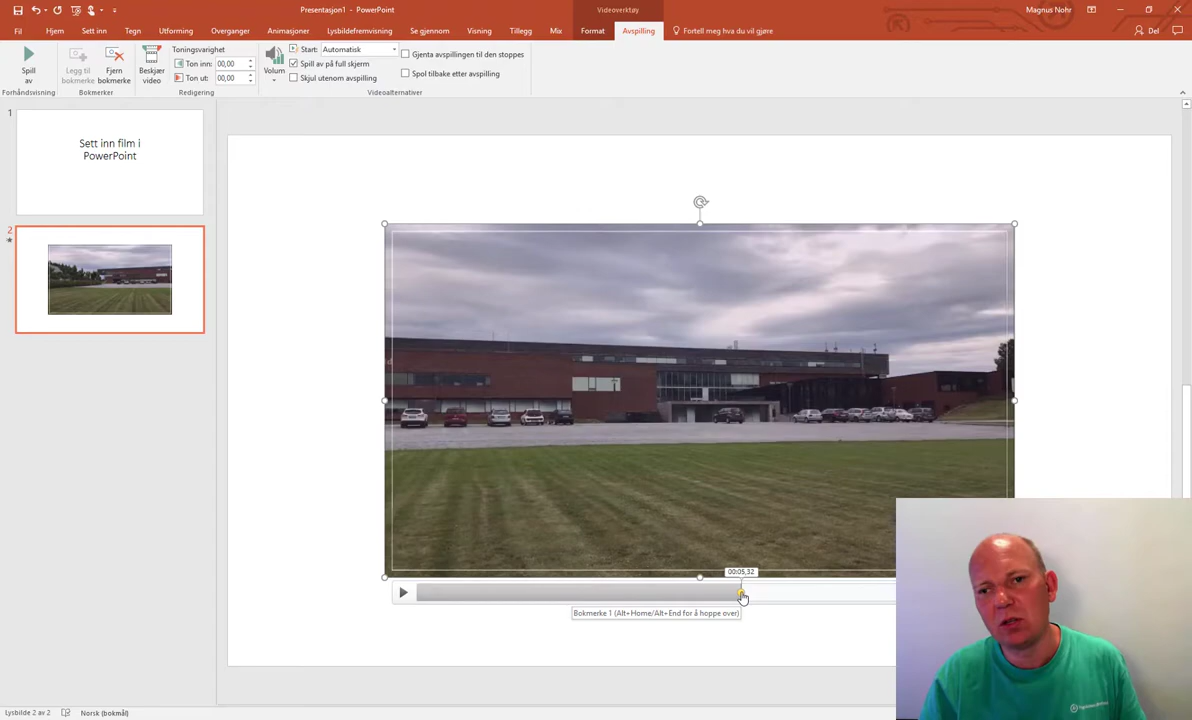 Presentasjon1 - PowerPoint
Videoverktøy
Magnus Nohr
Fil Hjem Sett inn Tegn Utforming Overganger Animasjoner Lysbildefremvisning Se gjennom Visning Tillegg Mix Format Avspilling Fortell meg hva du vil gjøre Del
Spill av
Legg til bokmerke
Fjern bokmerke
Beskjær video
Toningsvarighet
Ton inn: 00,00
Ton ut: 00,00
Volum
Start: Automatisk
Spill av på full skjerm
Skjul utenom avspilling
Gjenta avspillingen til den stoppes
Spol tilbake etter avspilling
Forhåndsvisning Bokmerker Redigering Videoalternativer
1
Sett inn film i
PowerPoint
2
00:05,32
Bokmerke 1 (Alt+Home/Alt+End for å hoppe over)
Lysbilde 2 av 2 Norsk (bokmål)